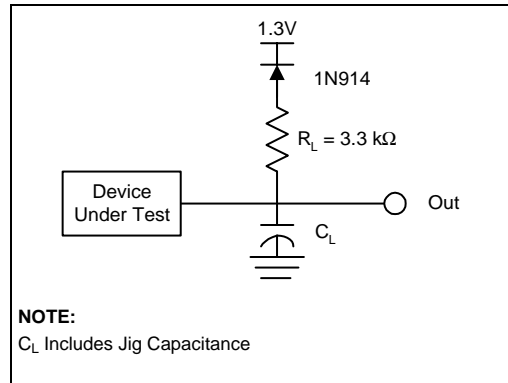 1.3V
1N914
R_L = 3.3 kΩ
Device
Under Test
Out
C_L
NOTE:
C_L Includes Jig Capacitance